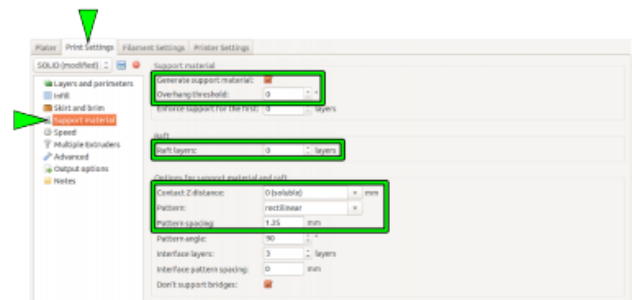 Plater Print Settings Filament Settings Printer Settings
SOLID (modified)
Support material
Layers and perimeters
Generate support material:
Infill
Overhang threshold: 0 °
Skirt and brim
Enforce support for the first: 0 layers
Support material
Speed
Raft
Multiple Extruders
Raft layers: 0 layers
Advanced
Output options
Options for support material and raft
Notes
Contact Z distance: 0 (soluble) mm
Pattern: rectilinear
Pattern spacing: 1.35 mm
Pattern angle: 90 °
Interface layers: 3 layers
Interface pattern spacing: 0 mm
Don't support bridges: